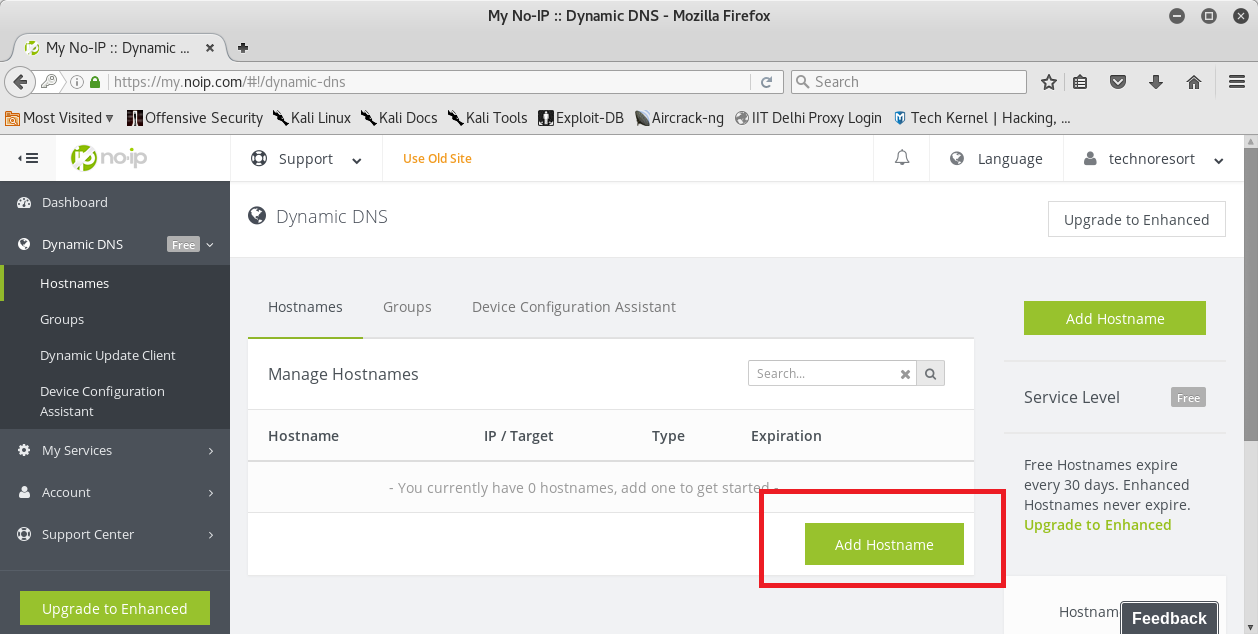 My No-IP :: Dynamic DNS - Mozilla Firefox
My No-IP :: Dynamic ...
https://my.noip.com/#!/dynamic-dns
Search
Most Visited
Offensive Security
Kali Linux
Kali Docs
Kali Tools
Exploit-DB
Aircrack-ng
IIT Delhi Proxy Login
Tech Kernel | Hacking, ...
no-ip
Support
Use Old Site
Language
technoresort
Dashboard
Dynamic DNS
Free
Hostnames
Groups
Dynamic Update Client
Device Configuration
Assistant
My Services
Account
Support Center
Upgrade to Enhanced
Dynamic DNS
Upgrade to Enhanced
Hostnames
Groups
Device Configuration Assistant
Manage Hostnames
Search...
Hostname
IP / Target
Type
Expiration
- You currently have 0 hostnames, add one to get started -
Add Hostname
Add Hostname
Service Level
Free
Free Hostnames expire
every 30 days. Enhanced
Hostnames never expire.
Upgrade to Enhanced
Feedback